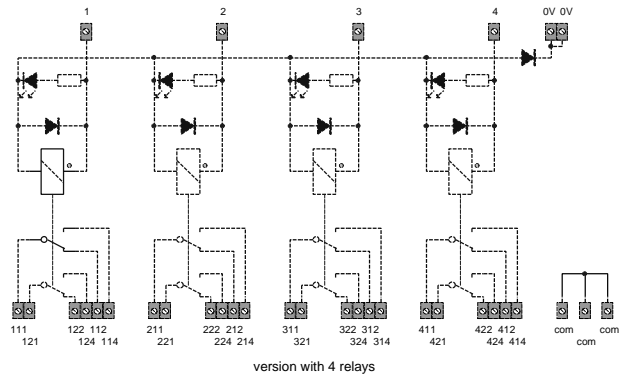 1 2 3 4 0V 0V
111 122 112 211 222 212 311 322 312 411 422 412 com com
121 124 114 221 224 214 321 324 314 421 424 414 com
version with 4 relays